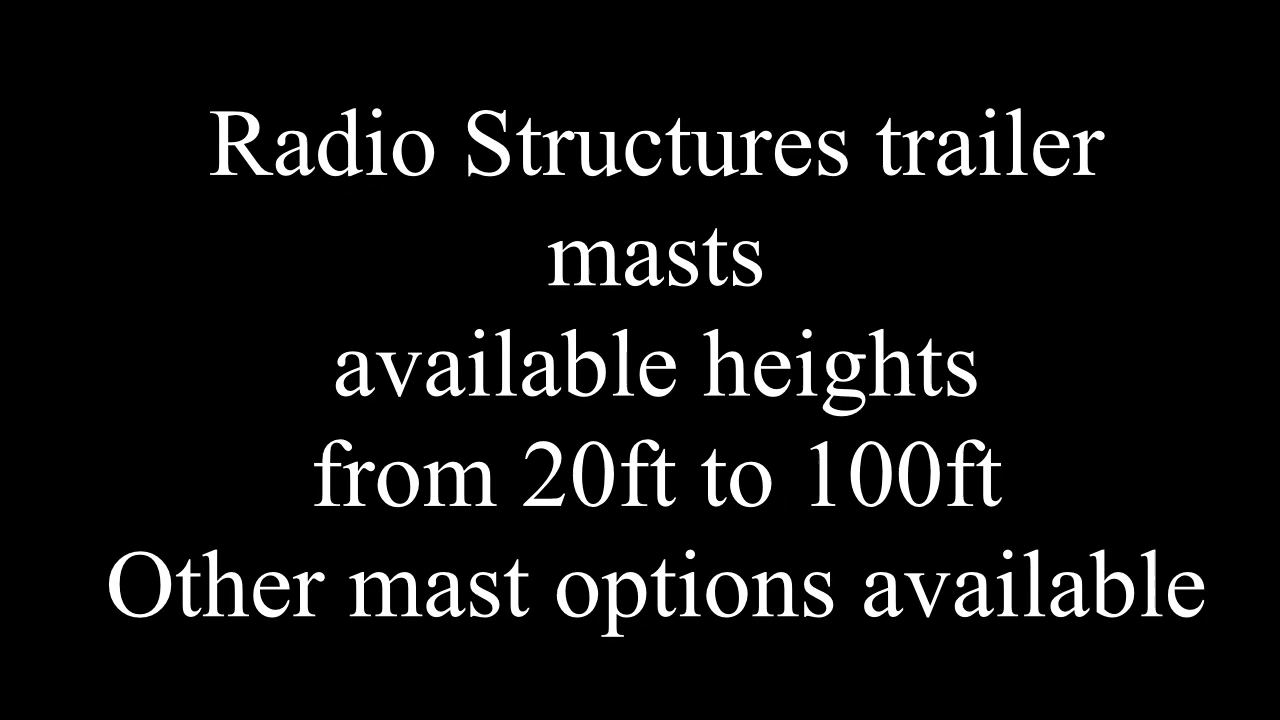 Radio Structures trailer
masts
available heights
from 20ft to 100ft
Other mast options available